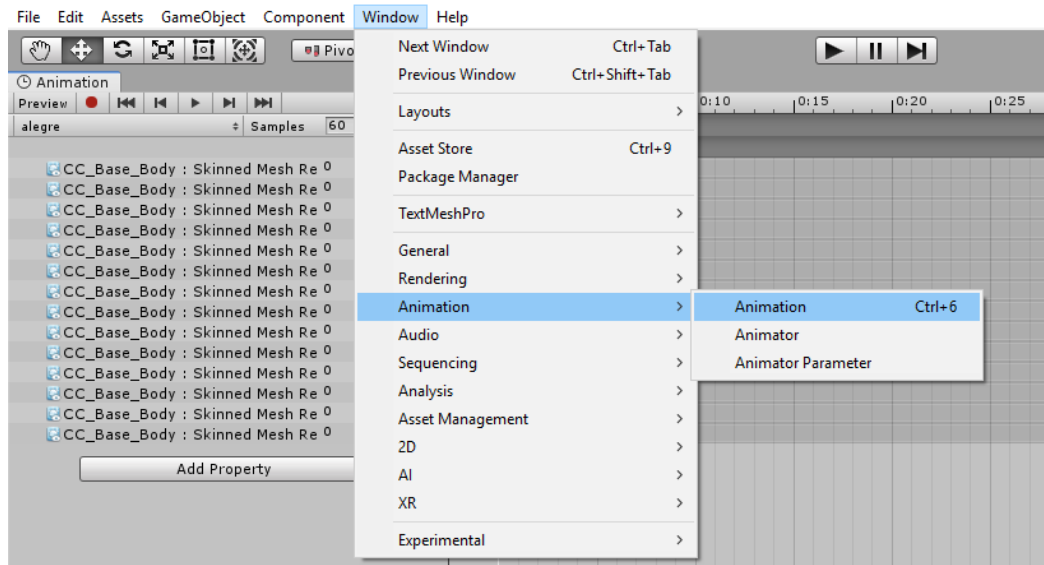 File Edit Assets GameObject Component Window Help
Pivo
Animation
Preview
0:10 0:15 0:20 0:25
alegre Samples 60
CC_Base_Body : Skinned Mesh Re 0
CC_Base_Body : Skinned Mesh Re 0
CC_Base_Body : Skinned Mesh Re 0
CC_Base_Body : Skinned Mesh Re 0
CC_Base_Body : Skinned Mesh Re 0
CC_Base_Body : Skinned Mesh Re 0
CC_Base_Body : Skinned Mesh Re 0
CC_Base_Body : Skinned Mesh Re 0
CC_Base_Body : Skinned Mesh Re 0
CC_Base_Body : Skinned Mesh Re 0
CC_Base_Body : Skinned Mesh Re 0
CC_Base_Body : Skinned Mesh Re 0
CC_Base_Body : Skinned Mesh Re 0
CC_Base_Body : Skinned Mesh Re 0
Add Property
Next Window Ctrl+Tab
Previous Window Ctrl+Shift+Tab
Layouts
Asset Store Ctrl+9
Package Manager
TextMeshPro
General
Rendering
Animation
Audio
Sequencing
Analysis
Asset Management
2D
AI
XR
Experimental
Animation Ctrl+6
Animator
Animator Parameter